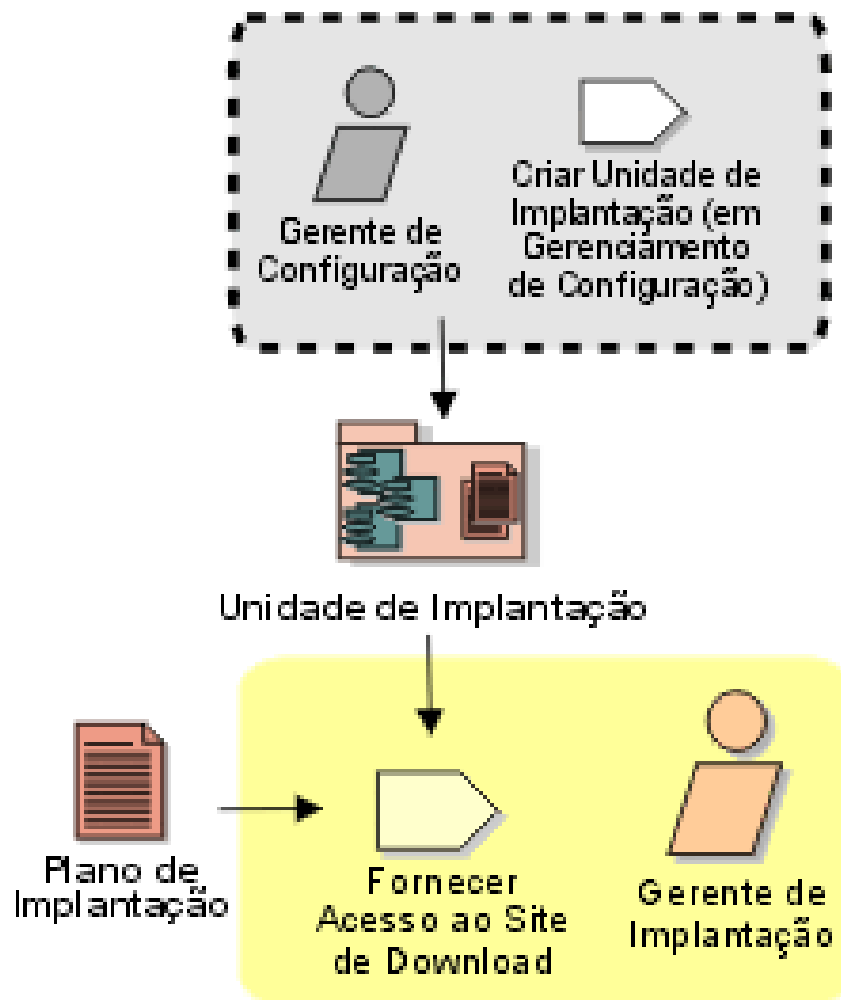 Gerente de
Configuração
Criar Unidade de
Implantação (em
Gerenciamento
de Configuração)
Unidade de Implantação
Plano de
Implantação
Fornecer
Acesso ao Site
de Download
Gerente de
Implantação